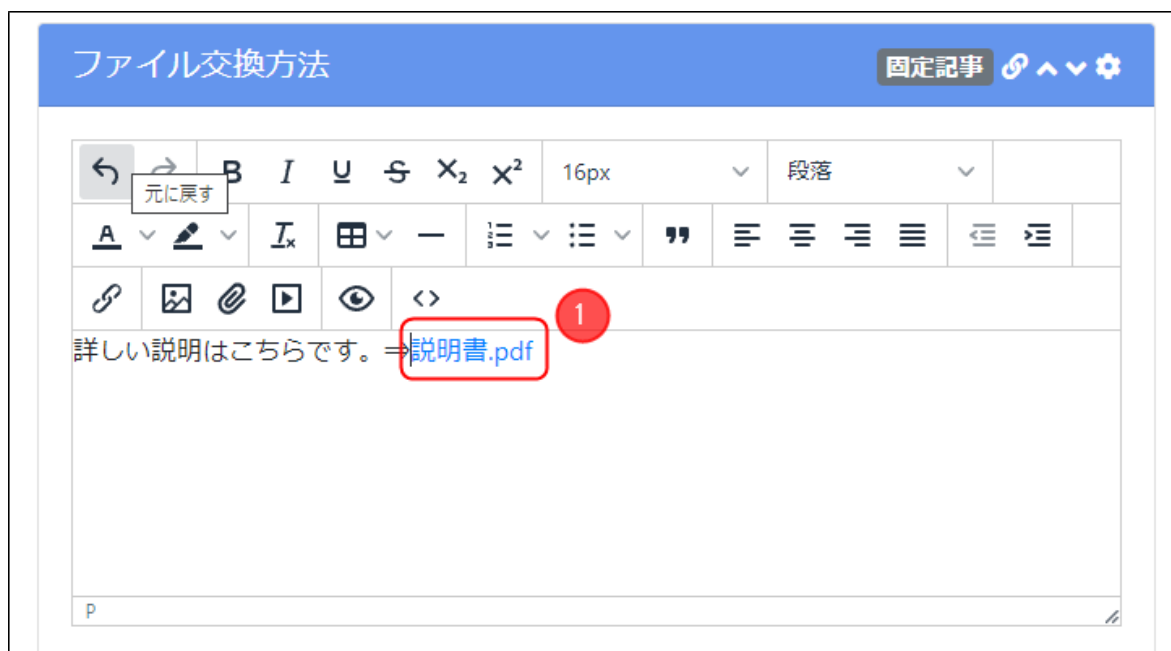 ファイル交換方法 固定記事
B I U S X₂ X² 16px 段落
元に戻す
A
詳しい説明はこちらです。⇒説明書.pdf
1
P